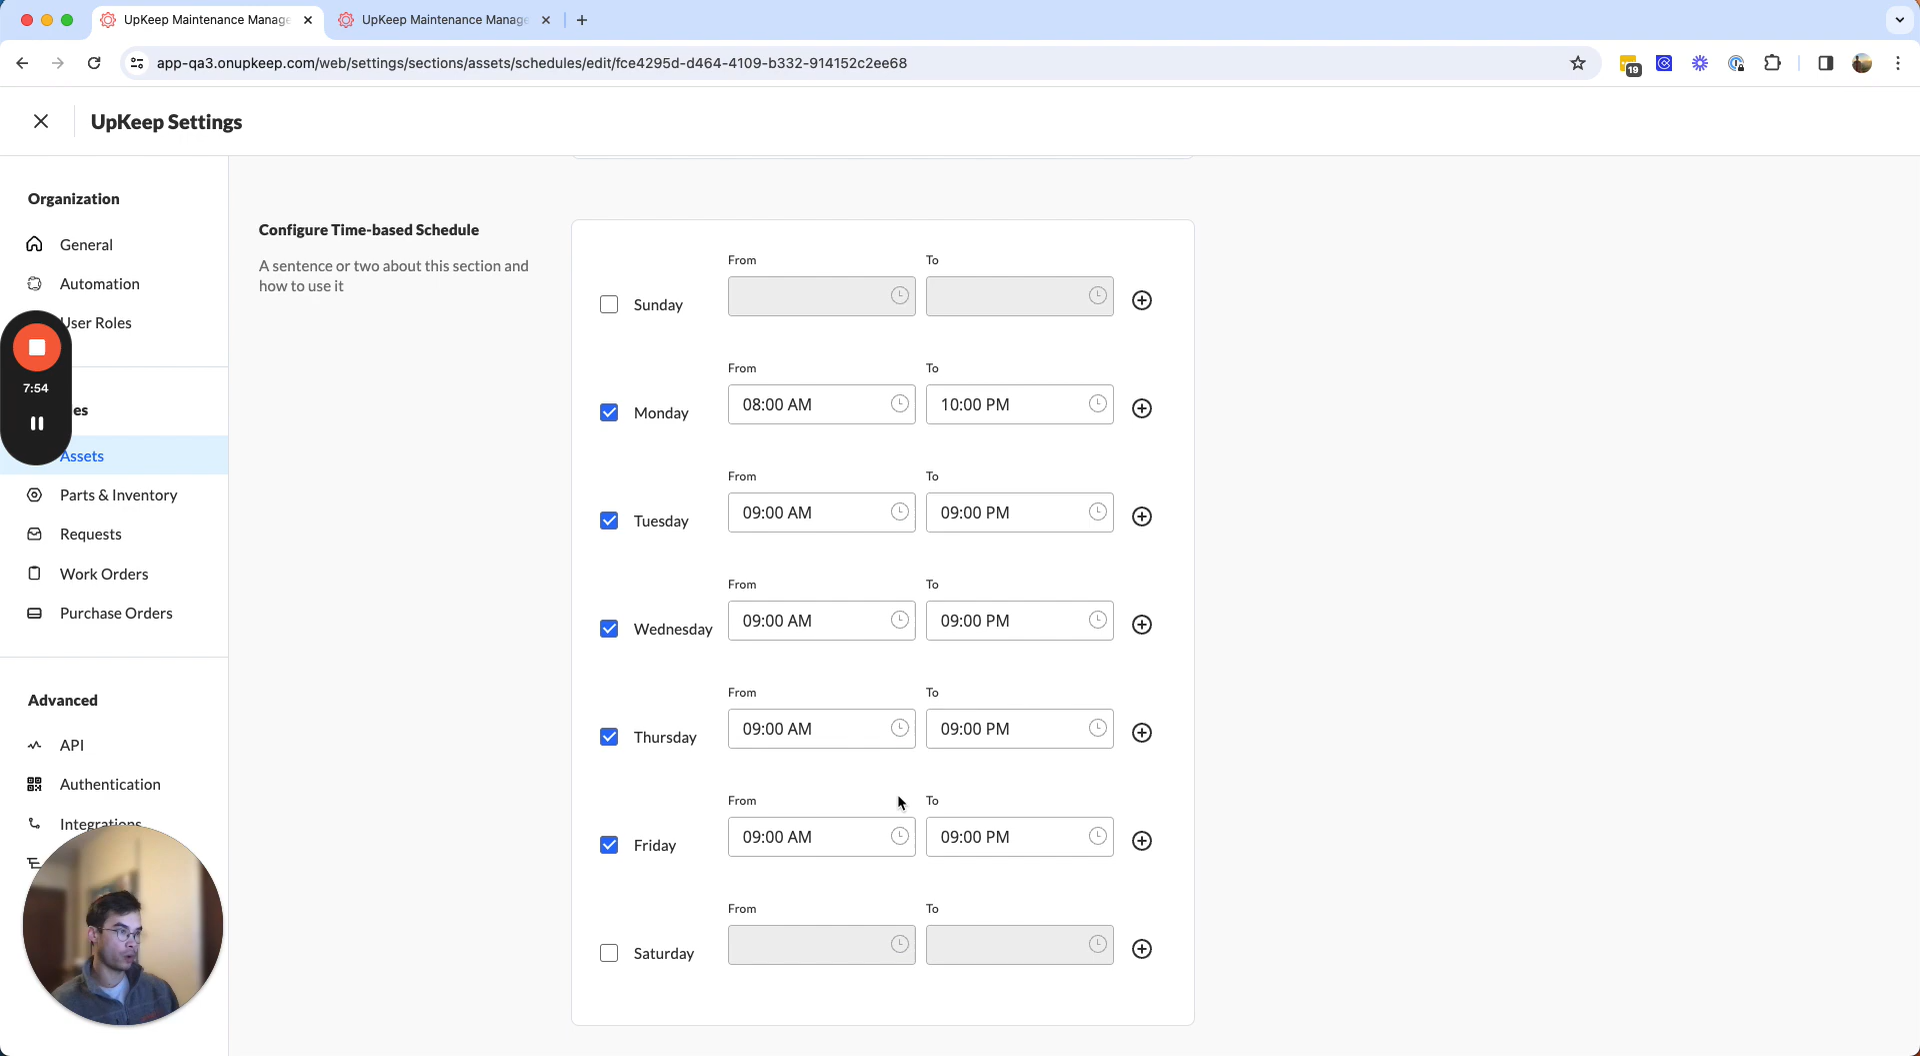 UpKeep Maintenance Manage
UpKeep Maintenance Manage
app-qa3.onupkeep.com/web/settings/sections/assets/schedules/edit/fce4295d-d464-4109-b332-914152c2ee68
19
UpKeep Settings
Organization
General
Automation
User Roles
7:54
Assets
Parts & Inventory
Requests
Work Orders
Purchase Orders
Advanced
API
Authentication
Integrations
Configure Time-based Schedule
A sentence or two about this section and
how to use it
From To
Sunday
From To
Monday 08:00 AM 10:00 PM
From To
Tuesday 09:00 AM 09:00 PM
From To
Wednesday 09:00 AM 09:00 PM
From To
Thursday 09:00 AM 09:00 PM
From To
Friday 09:00 AM 09:00 PM
From To
Saturday